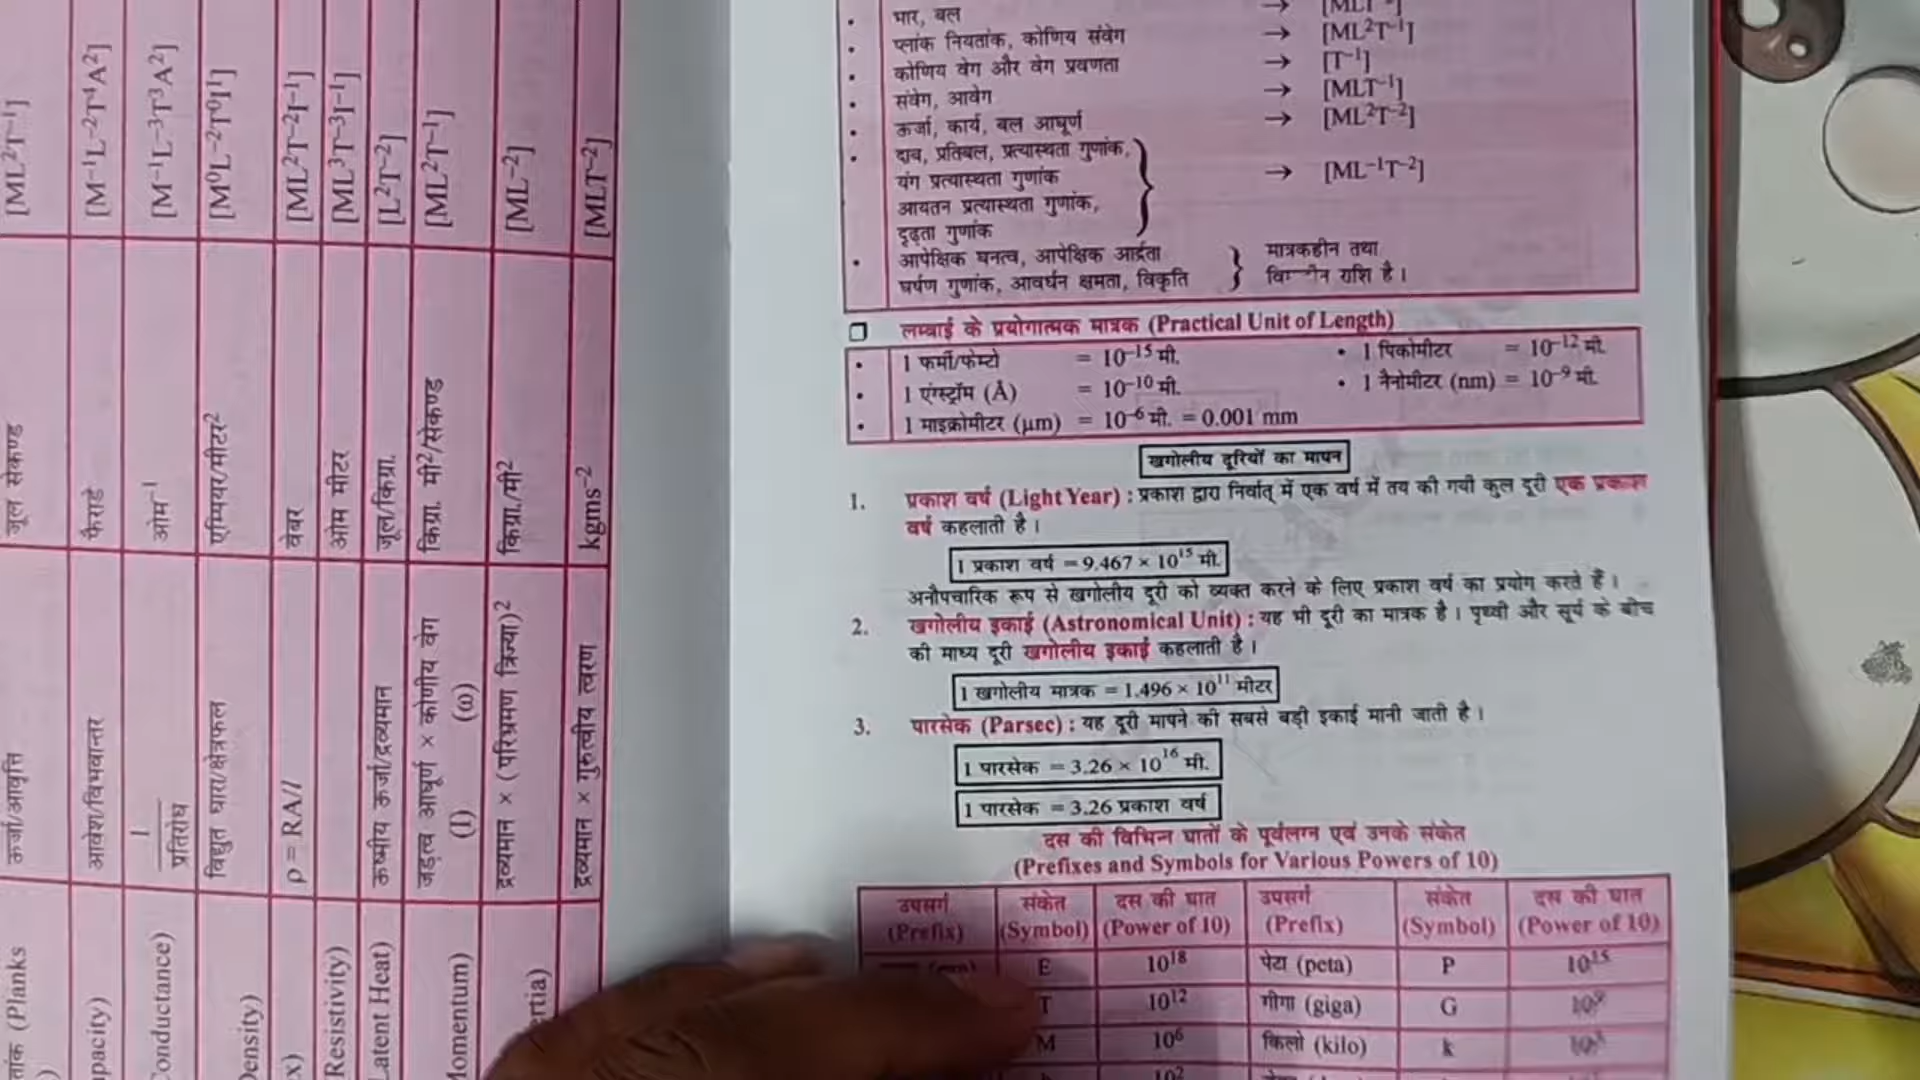 भार, बल → [MLT⁻²]
प्लांक नियतांक, कोणिय संवेग → [ML²T⁻¹]
कोणिय वेग और वेग प्रवणता → [T⁻¹]
संवेग, आवेग → [MLT⁻¹]
ऊर्जा, कार्य, बल आघूर्ण → [ML²T⁻²]
दाब, प्रतिबल, प्रत्यास्थता गुणांक,
यंग प्रत्यास्थता गुणांक → [ML⁻¹T⁻²]
आयतन प्रत्यास्थता गुणांक,
दृढ़ता गुणांक
आपेक्षिक घनत्व, आपेक्षिक आर्द्रता } मात्रकहीन तथा
घर्षण गुणांक, आवर्धन क्षमता, विकृति राशि है।
लम्बाई के प्रयोगात्मक मात्रक (Practical Unit of Length)
• 1 फर्मी/फेम्टो = 10⁻¹⁵ मी. • 1 पिकोमीटर = 10⁻¹² मी.
• 1 एंग्स्ट्रॉम (Å) = 10⁻¹⁰ मी. • 1 नैनोमीटर (nm) = 10⁻⁹ मी.
• 1 माइक्रोमीटर (μm) = 10⁻⁶ मी. = 0.001 mm
खगोलीय दूरियों का मापन
1. प्रकाश वर्ष (Light Year) : प्रकाश द्वारा निर्वात् में एक वर्ष में तय की गयी कुल दूरी एक प्रकाश
वर्ष कहलाती है।
1 प्रकाश वर्ष = 9.467 × 10¹⁵ मी.
अनौपचारिक रूप से खगोलीय दूरी को व्यक्त करने के लिए प्रकाश वर्ष का प्रयोग करते हैं।
2. खगोलीय इकाई (Astronomical Unit) : यह भी दूरी का मात्रक है। पृथ्वी और सूर्य के बीच
की माध्य दूरी खगोलीय इकाई कहलाती है।
1 खगोलीय मात्रक = 1.496 × 10¹¹ मीटर
3. पारसेक (Parsec) : यह दूरी मापने की सबसे बड़ी इकाई मानी जाती है।
1 पारसेक = 3.26 × 10¹⁶ मी.
1 पारसेक = 3.26 प्रकाश वर्ष
दस की विभिन्न घातों के पूर्वलग्न एवं उनके संकेत
(Prefixes and Symbols for Various Powers of 10)
उपसर्ग संकेत दस की घात उपसर्ग संकेत दस की घात
(Prefix) (Symbol) (Power of 10) (Prefix) (Symbol) (Power of 10)
E 10¹⁸ पेटा (peta) P 10¹⁵
T 10¹² गीगा (giga) G 10⁹
M 10⁶ किलो (kilo) k 10³
10²
तांक (Planks ऊर्जा/आवृत्ति जूल सेकण्ड [ML²T⁻¹]
pacity) आवेश/विभवान्तर फैराडे [M⁻¹L⁻²T⁴A²]
Conductance) 1/प्रतिरोध ओम⁻¹ [M⁻¹L⁻³T³A²]
Density) विद्युत धारा/क्षेत्रफल एम्पियर/मीटर² [M⁰L⁻²T⁰I¹]
x) वेबर [ML²T⁻²I⁻¹]
Resistivity) ρ = RA/l ओम मीटर [ML³T⁻³I⁻¹]
Latent Heat) ऊष्मीय ऊर्जा/द्रव्यमान जूल/किग्रा. [L²T⁻²]
Momentum) जड़त्व आघूर्ण × कोणीय वेग किग्रा. मी²/सेकण्ड [ML²T⁻¹]
(I) (ω)
ertia) द्रव्यमान × (परिभ्रमण त्रिज्या)² किग्रा./मी² [ML⁻²]
द्रव्यमान × गुरुत्वीय त्वरण kgms⁻² [MLT⁻²]